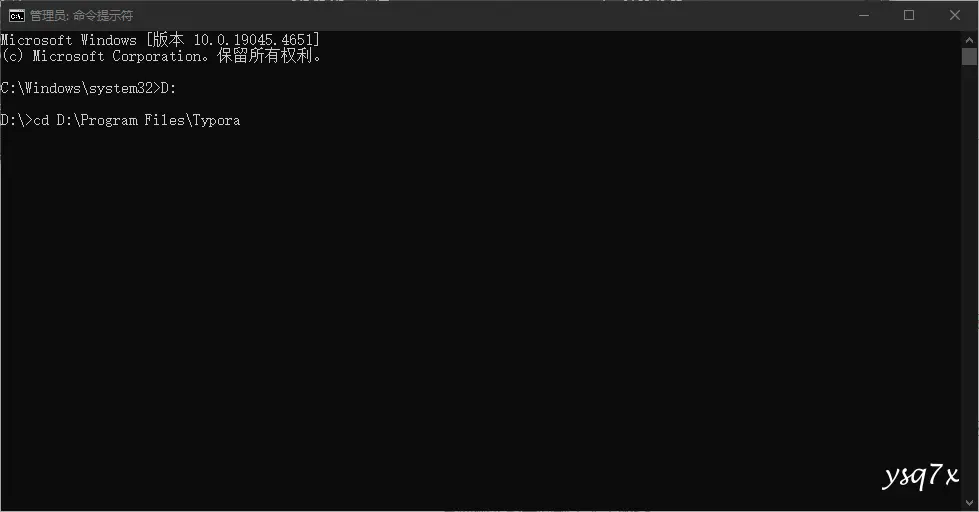 管理员: 命令提示符
Microsoft Windows [版本 10.0.19045.4651]
(c) Microsoft Corporation。保留所有权利。
C:\Windows\system32>D:
D:\>cd D:\Program Files\Typora
ysq7x